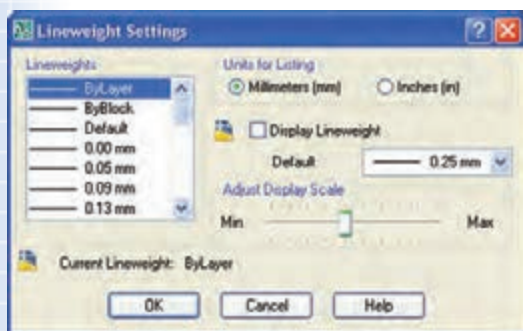 Lineweight Settings
Lineweights
ByLayer
ByBlock
Default
0.00 mm
0.05 mm
0.09 mm
0.13 mm
Units for Listing
Millimeters (mm)
Inches (in)
Display Lineweight
Default
0.25 mm
Adjust Display Scale
Min
Max
Current Lineweight: ByLayer
OK
Cancel
Help